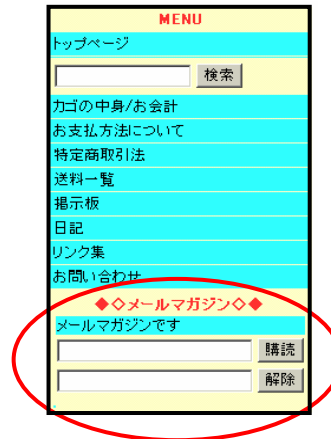 MENU
トップページ
検索
カゴの中身/お会計
お支払方法について
特定商取引法
送料一覧
掲示板
日記
リンク集
お問い合わせ
◆◇メールマガジン◇◆
メールマガジンです
購読
解除